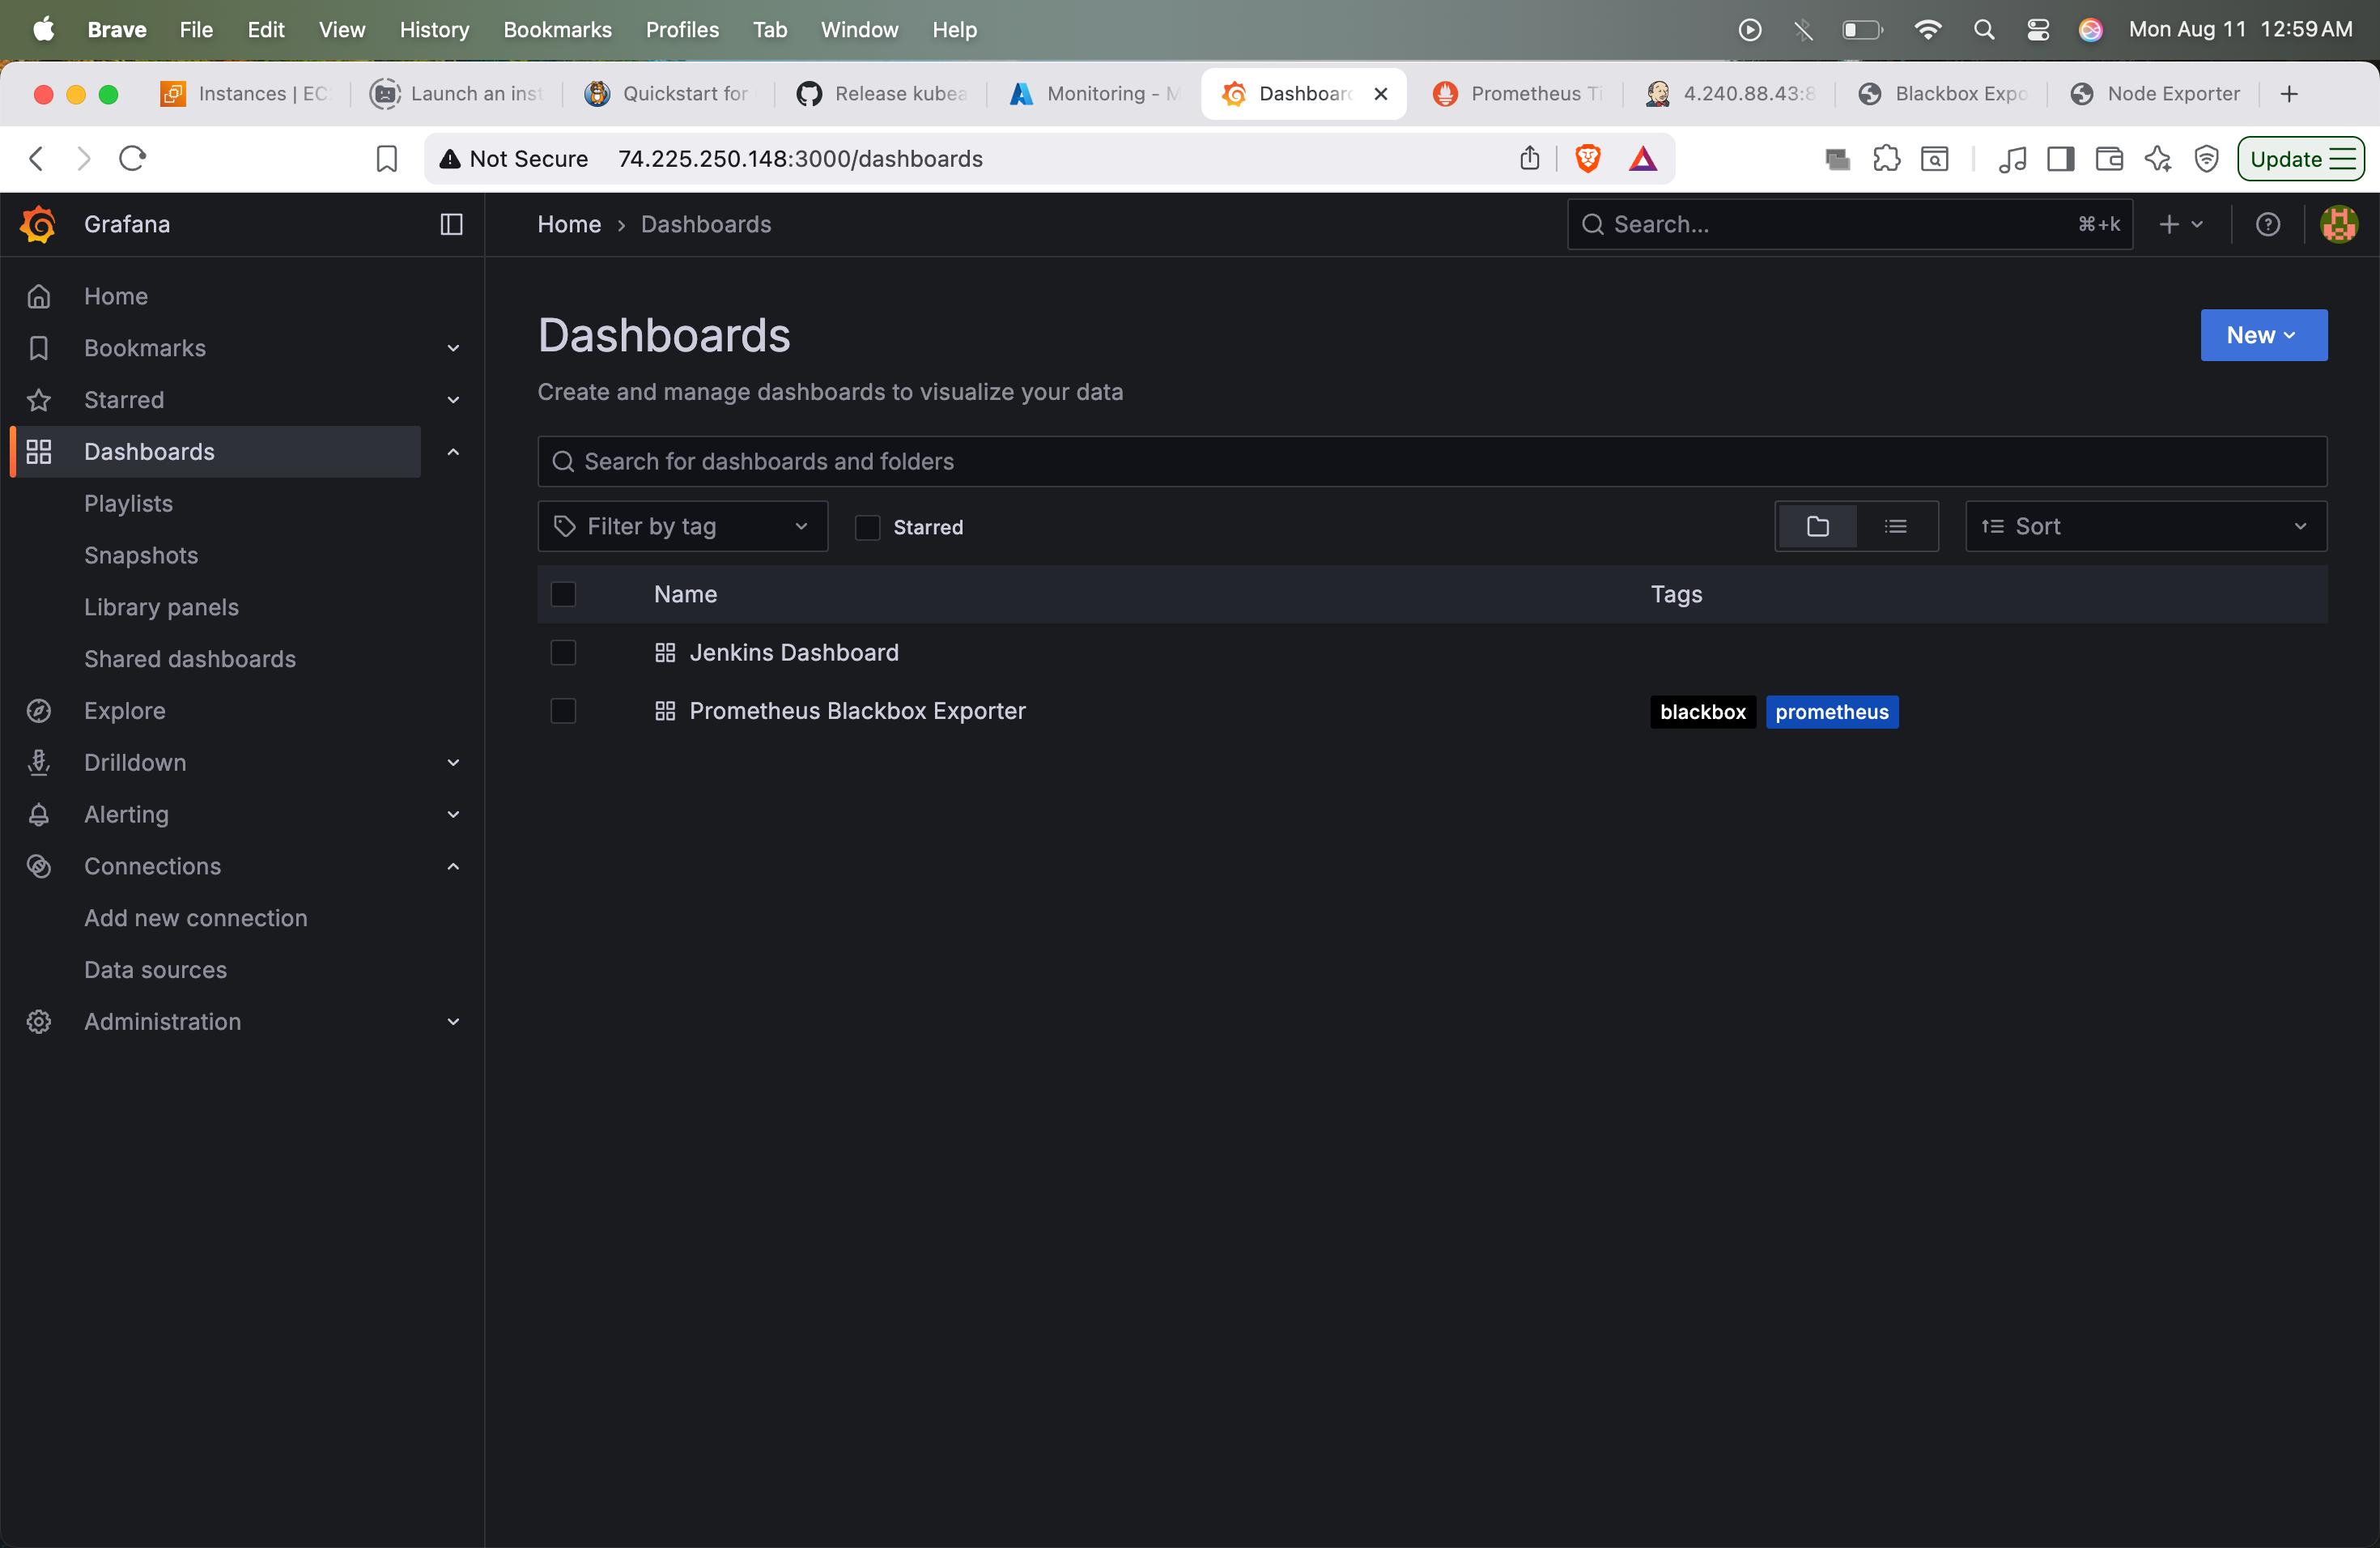 Brave File Edit View History Bookmarks Profiles Tab Window Help Mon Aug 11 12:59 AM
Instances | EC Launch an inst Quickstart for Release kubea Monitoring - M Dashboar Prometheus Ti 4.240.88.43:8 Blackbox Expo Node Exporter
Not Secure 74.225.250.148:3000/dashboards Update
Grafana
Home › Dashboards
Search... ⌘+k
Home
Bookmarks
Starred
Dashboards
Playlists
Snapshots
Library panels
Shared dashboards
Explore
Drilldown
Alerting
Connections
Add new connection
Data sources
Administration
Dashboards
New
Create and manage dashboards to visualize your data
Search for dashboards and folders
Filter by tag Starred Sort
Name Tags
Jenkins Dashboard
Prometheus Blackbox Exporter blackbox prometheus